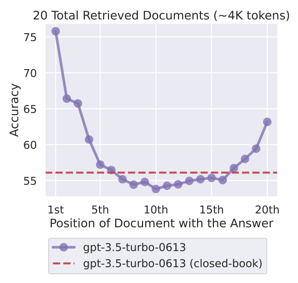 20 Total Retrieved Documents (~4K tokens)
75
70
65
60
55
Accuracy
1st 5th 10th 15th 20th
Position of Document with the Answer
gpt-3.5-turbo-0613
gpt-3.5-turbo-0613 (closed-book)